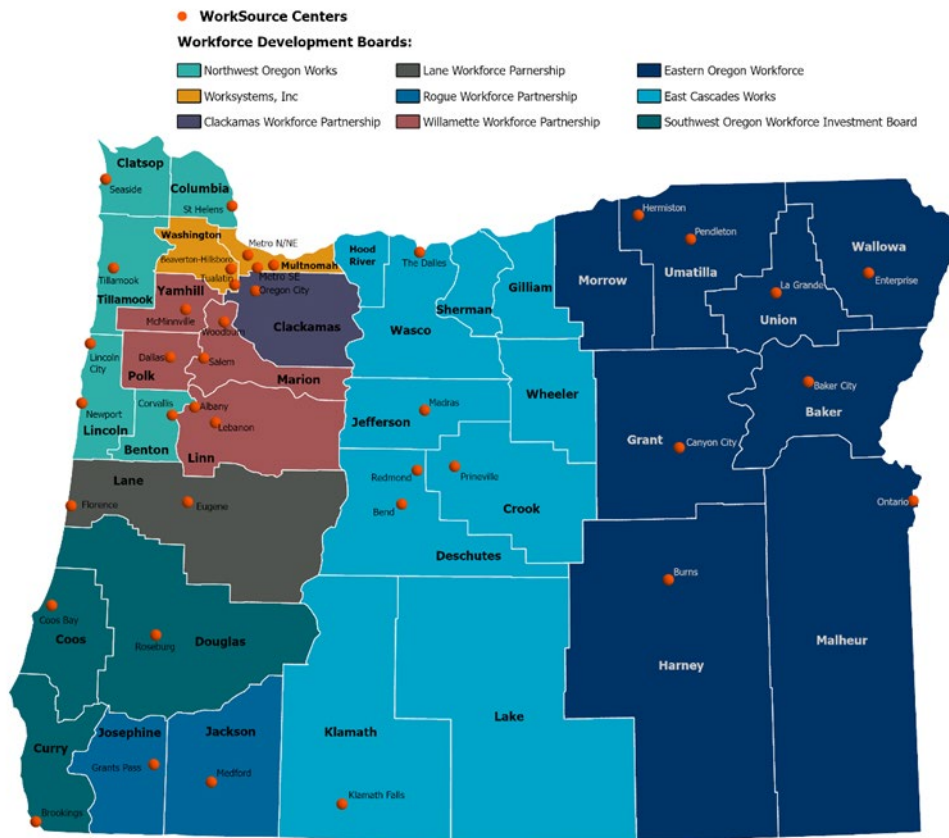 WorkSource Centers
Workforce Development Boards:
Northwest Oregon Works
Lane Workforce Parnership
Eastern Oregon Workforce
Worksystems, Inc
Rogue Workforce Partnership
East Cascades Works
Clackamas Workforce Partnership
Willamette Workforce Partnership
Southwest Oregon Workforce Investment Board
Clatsop
Seaside
Columbia
St Helens
Washington
Metro N/NE
Beaverton-Hillsboro
Multnomah
Tualatin
Metro SE
Oregon City
Hood
River
The Dalles
Hermiston
Pendleton
Wallowa
Enterprise
Tillamook
Tillamook
Yamhill
McMinnville
Woodburn
Clackamas
Wasco
Sherman
Gilliam
Morrow
Umatilla
La Grande
Union
Lincoln
City
Dallas
Polk
Salem
Marion
Newport
Lincoln
Corvallis
Benton
Albany
Lebanon
Linn
Jefferson
Madras
Wheeler
Grant
Canyon City
Baker City
Baker
Lane
Florence
Eugene
Redmond
Bend
Prineville
Crook
Deschutes
Ontario
Burns
Coos Bay
Coos
Roseburg
Douglas
Harney
Malheur
Curry
Brookings
Josephine
Grants Pass
Jackson
Medford
Klamath
Klamath Falls
Lake